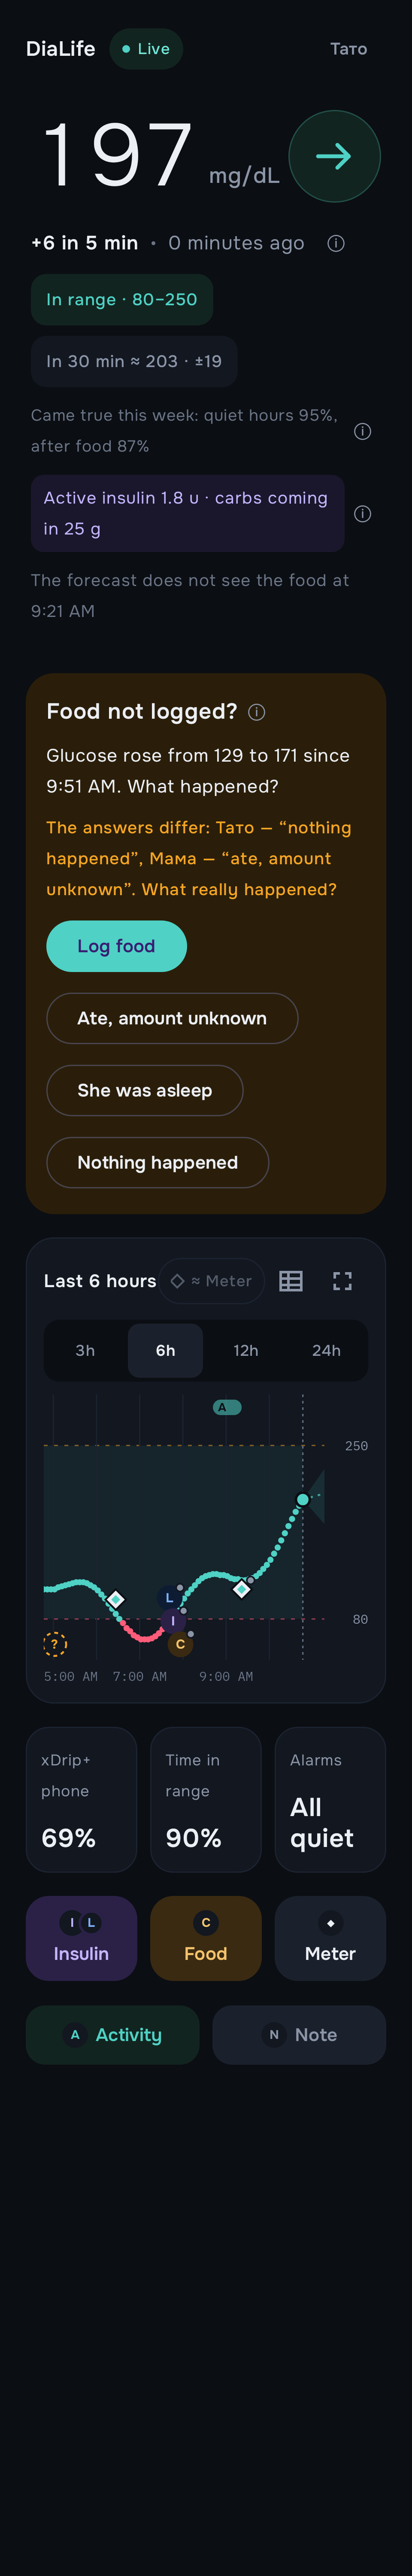 DiaLife
Live
Тато
197 mg/dL
+6 in 5 min • 0 minutes ago
In range · 80–250
In 30 min ≈ 203 · ±19
Came true this week: quiet hours 95%,
after food 87%
Active insulin 1.8 u · carbs coming
in 25 g
The forecast does not see the food at
9:21 AM
Food not logged?
Glucose rose from 129 to 171 since
9:51 AM. What happened?
The answers differ: Тато — “nothing
happened”, Мама — “ate, amount
unknown”. What really happened?
Log food
Ate, amount unknown
She was asleep
Nothing happened
Last 6 hours
≈ Meter
3h 6h 12h 24h
A
250
L
I
80
C
?
5:00 AM 7:00 AM 9:00 AM
xDrip+
phone
69%
Time in
range
90%
Alarms
All
quiet
I L
Insulin
C
Food
Meter
A Activity
N Note